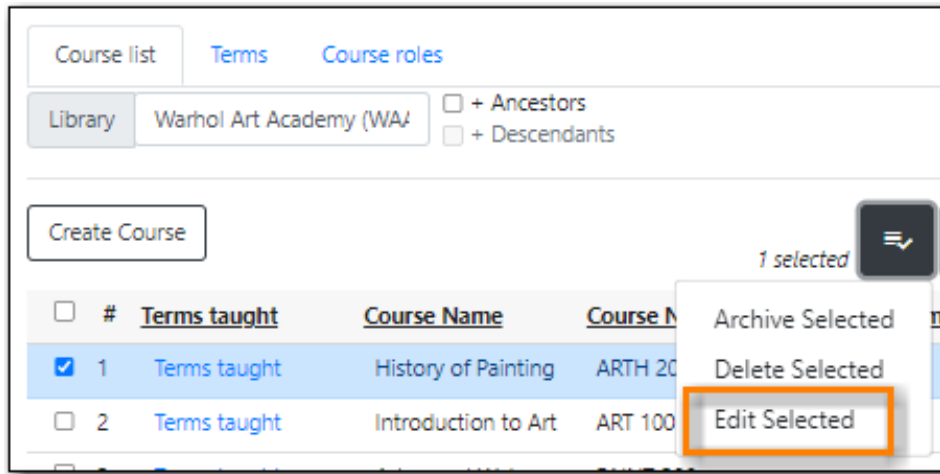 Course list Terms Course roles
Library Warhol Art Academy (WAA
+ Ancestors
+ Descendants
Create Course
1 selected
# Terms taught Course Name Course N
1 Terms taught History of Painting ARTH 20
2 Terms taught Introduction to Art ART 100
Archive Selected
Delete Selected
Edit Selected